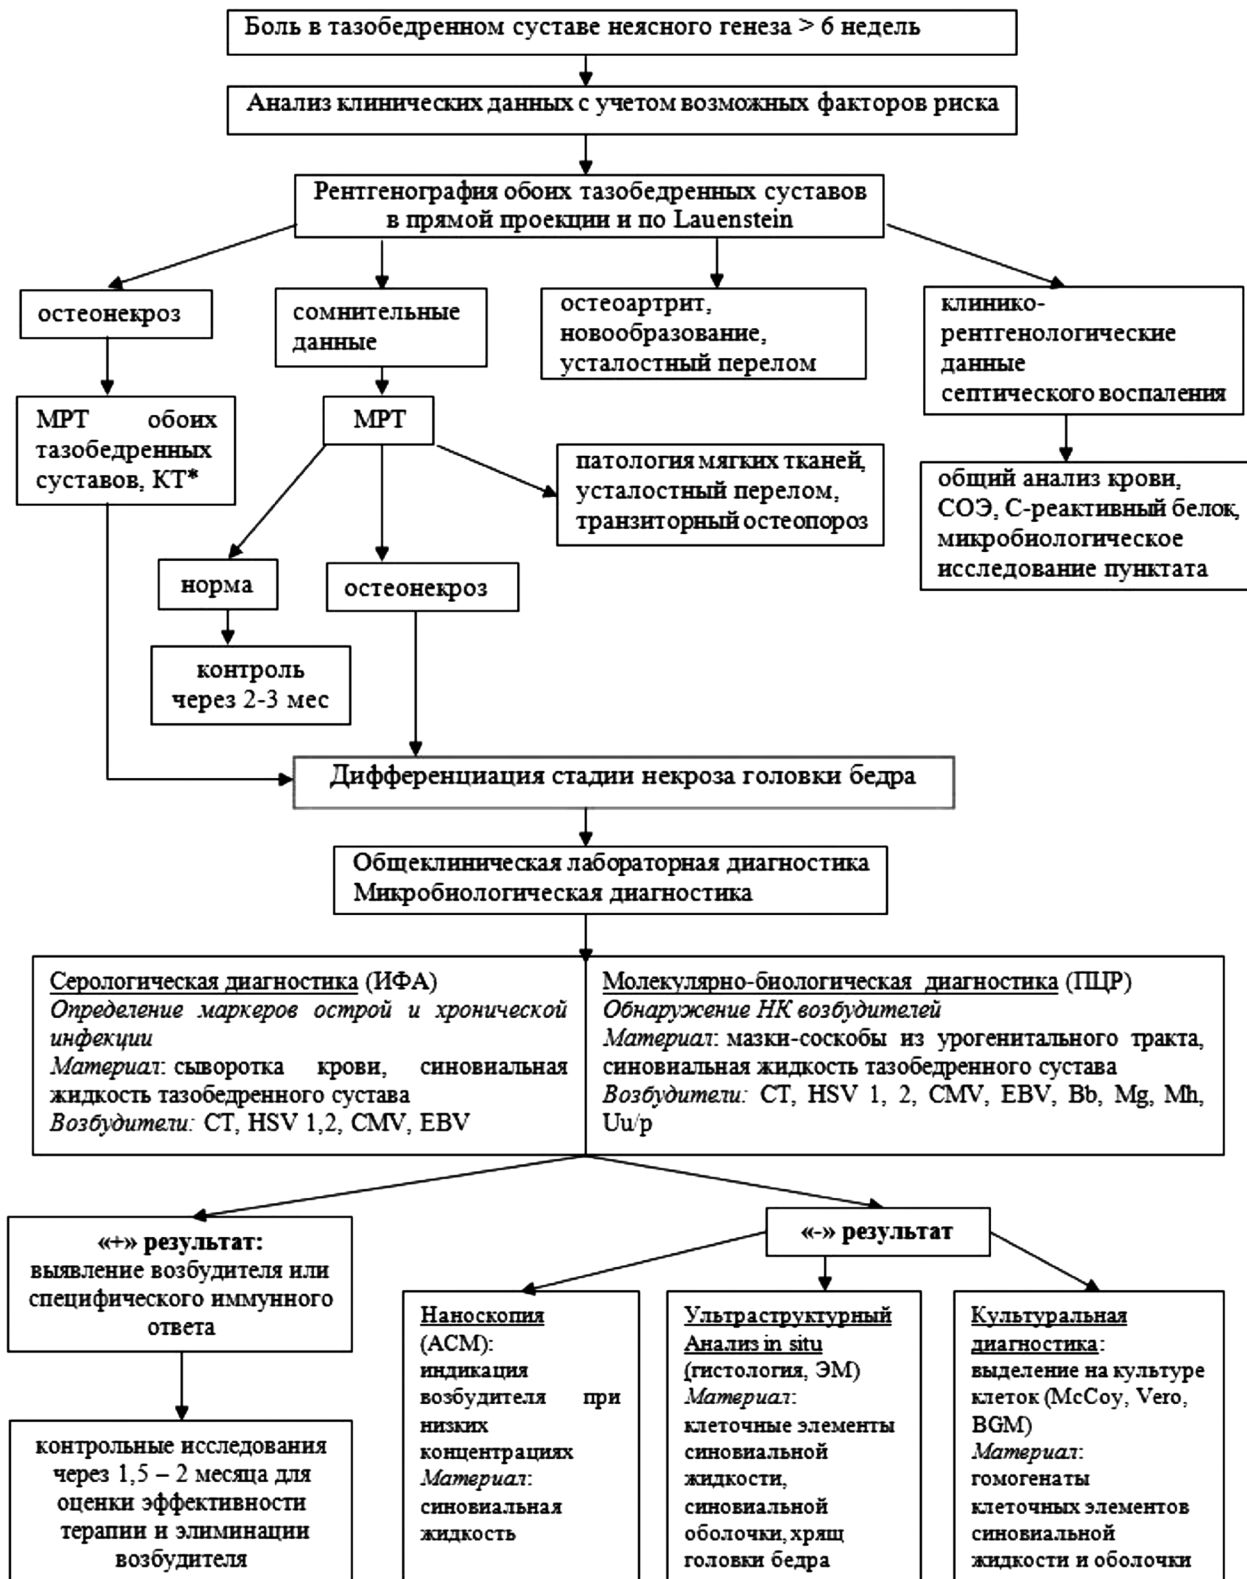 Боль в тазобедренном суставе неясного генеза > 6 недель
Анализ клинических данных с учетом возможных факторов риска
Рентгенография обоих тазобедренных суставов
в прямой проекции и по Lauenstein
остеонекроз
сомнительные
данные
остеоартрит,
новообразование,
усталостный перелом
клинико-
рентгенологические
данные
септического воспаления
МРТ обоих
тазобедренных
суставов, КТ*
МРТ
патология мягких тканей,
усталостный перелом,
транзиторный остеопороз
общий анализ крови,
СОЭ, С-реактивный белок,
микробиологическое
исследование пунктата
норма
остеонекроз
контроль
через 2-3 мес
Дифференциация стадии некроза головки бедра
Общеклиническая лабораторная диагностика
Микробиологическая диагностика
Серологическая диагностика (ИФА)
Определение маркеров острой и хронической
инфекции
Материал: сыворотка крови, синовиальная
жидкость тазобедренного сустава
Возбудители: CT, HSV 1,2, CMV, EBV
Молекулярно-биологическая диагностика (ПЦР)
Обнаружение НК возбудителей
Материал: мазки-соскобы из урогенитального тракта,
синовиальная жидкость тазобедренного сустава
Возбудители: CT, HSV 1, 2, CMV, EBV, Bb, Mg, Mh,
Uu/p
«+» результат:
выявление возбудителя или
специфического иммунного
ответа
«-» результат
контрольные исследования
через 1,5 – 2 месяца для
оценки эффективности
терапии и элиминации
возбудителя
Наноскопия
(АСМ):
индикация
возбудителя при
низких
концентрациях
Материал:
синовиальная
жидкость
Ультраструктурный
Анализ in situ
(гистология, ЭМ)
Материал:
клеточные элементы
синовиальной
жидкости,
синовиальной
оболочки, хрящ
головки бедра
Культуральная
диагностика:
выделение на культуре
клеток (McCoy, Vero,
BGM)
Материал:
гомогенаты
клеточных элементов
синовиальной
жидкости и оболочки